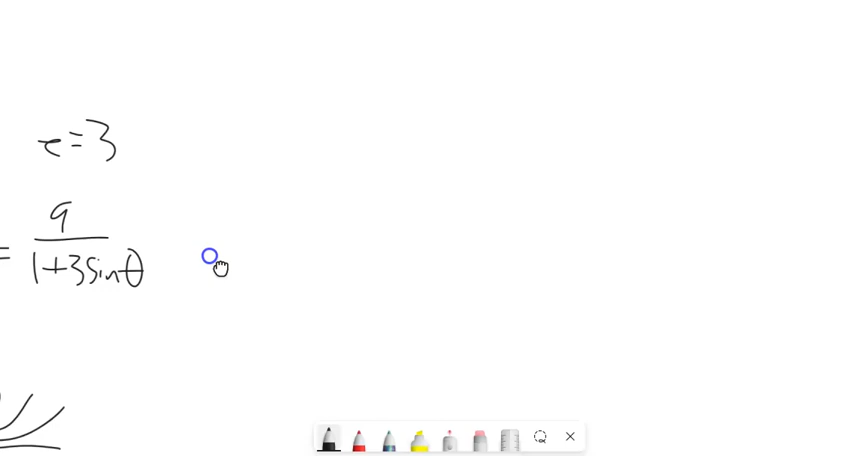 e=3
= 9/(1+3sinθ)